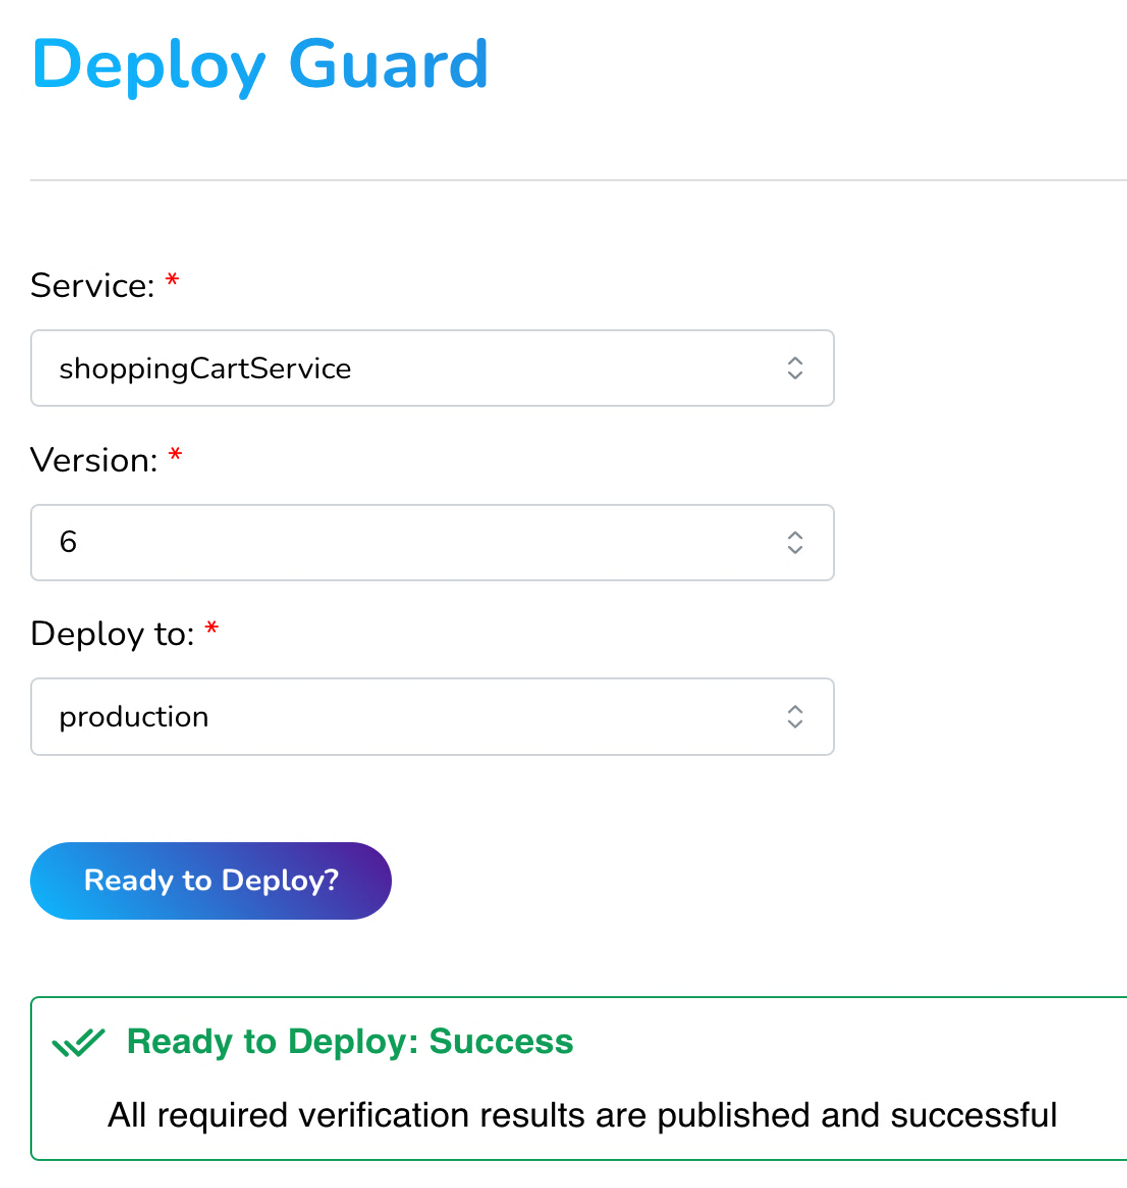 Deploy Guard
Service: *
shoppingCartService
Version: *
6
Deploy to: *
production
Ready to Deploy?
Ready to Deploy: Success
All required verification results are published and successful